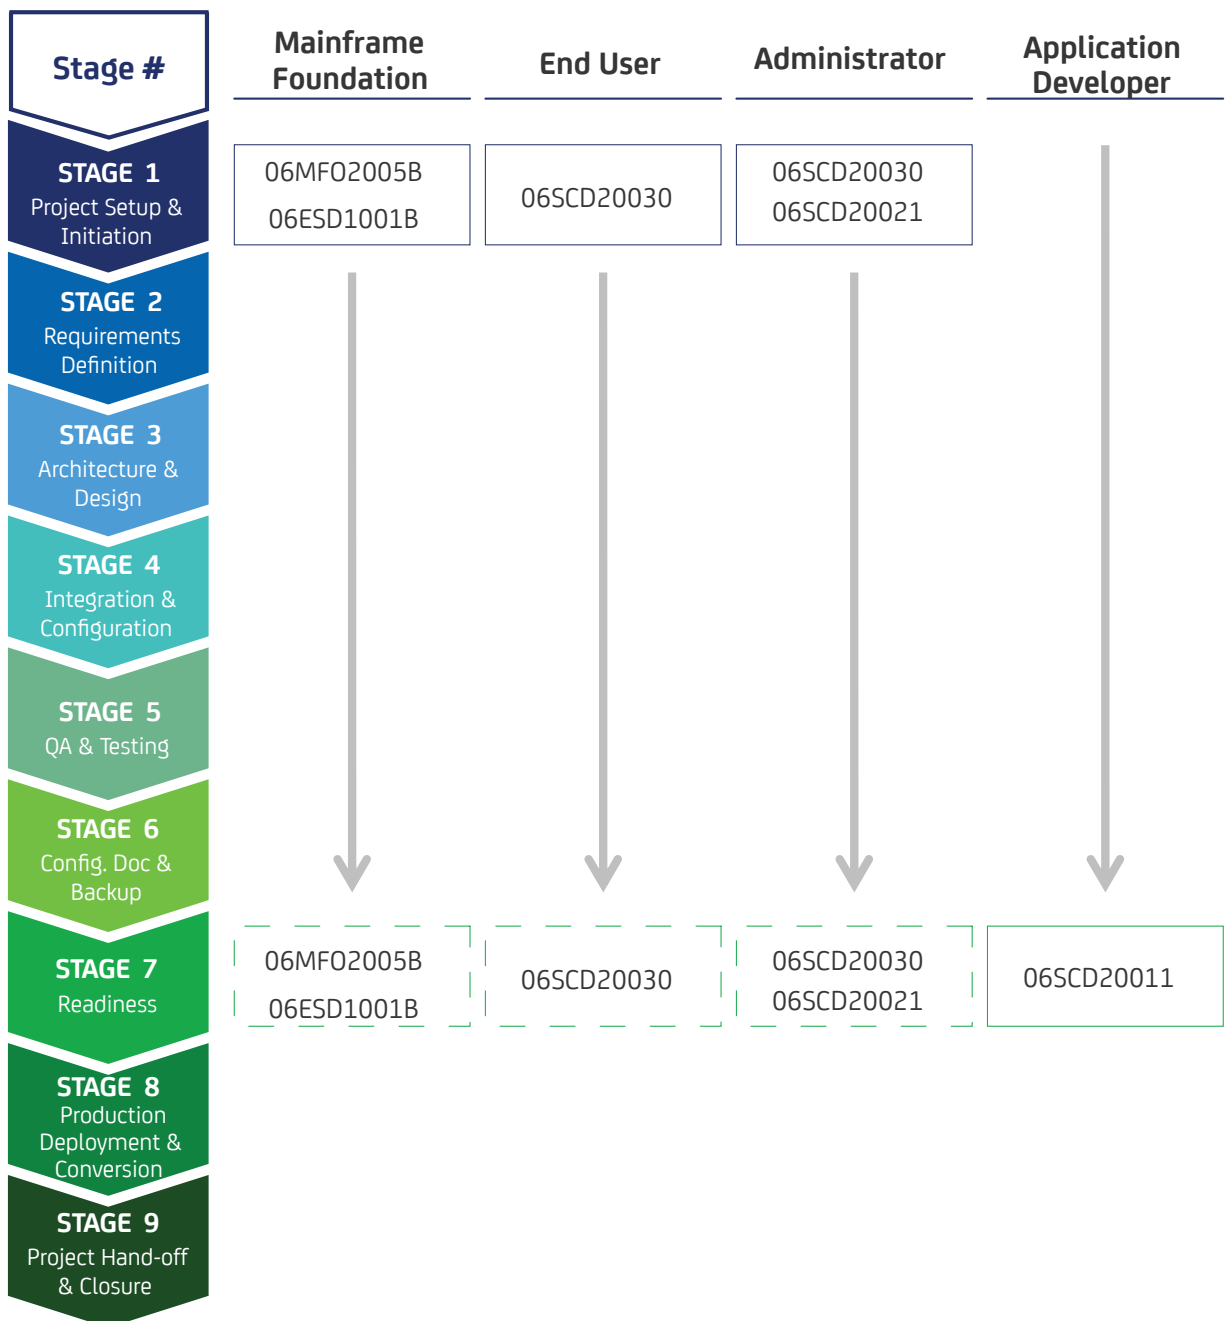 Stage #
Mainframe
Foundation
End User
Administrator
Application
Developer
STAGE 1
Project Setup &
Initiation
06MFO2005B
06ESD1001B
06SCD20030
06SCD20030
06SCD20021
STAGE 2
Requirements
Definition
STAGE 3
Architecture &
Design
STAGE 4
Integration &
Configuration
STAGE 5
QA & Testing
STAGE 6
Config. Doc &
Backup
STAGE 7
Readiness
06MFO2005B
06ESD1001B
06SCD20030
06SCD20030
06SCD20021
06SCD20011
STAGE 8
Production
Deployment &
Conversion
STAGE 9
Project Hand-off
& Closure